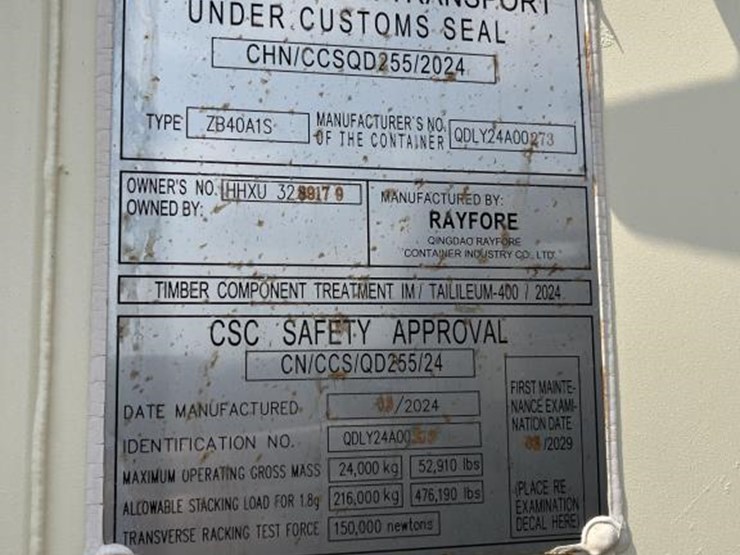 TRANSPORT
UNDER CUSTOMS SEAL
CHN/CCSQD255/2024
TYPE ZB40A1S MANUFACTURER'S NO. OF THE CONTAINER QDLY24A00273
OWNER'S NO. HHXU
OWNED BY:
MANUFACTURED BY:
RAYFORE
QINGDAO RAYFORE
CONTAINER INDUSTRY CO., LTD.
TIMBER COMPONENT TREATMENT IM / TAILILEUM-400 / 2024
CSC SAFETY APPROVAL
CN/CCS/QD255/24
DATE MANUFACTURED /2024
IDENTIFICATION NO.
MAXIMUM OPERATING GROSS MASS 24,000 kg 52,910 lbs
ALLOWABLE STACKING LOAD FOR 1.8g 216,000 kg 476,190 lbs
TRANSVERSE RACKING TEST FORCE 150,000 newtons
FIRST MAINTE-
NANCE EXAMI-
NATION DATE
/2029
(PLACE RE
EXAMINATION
DECAL HERE)